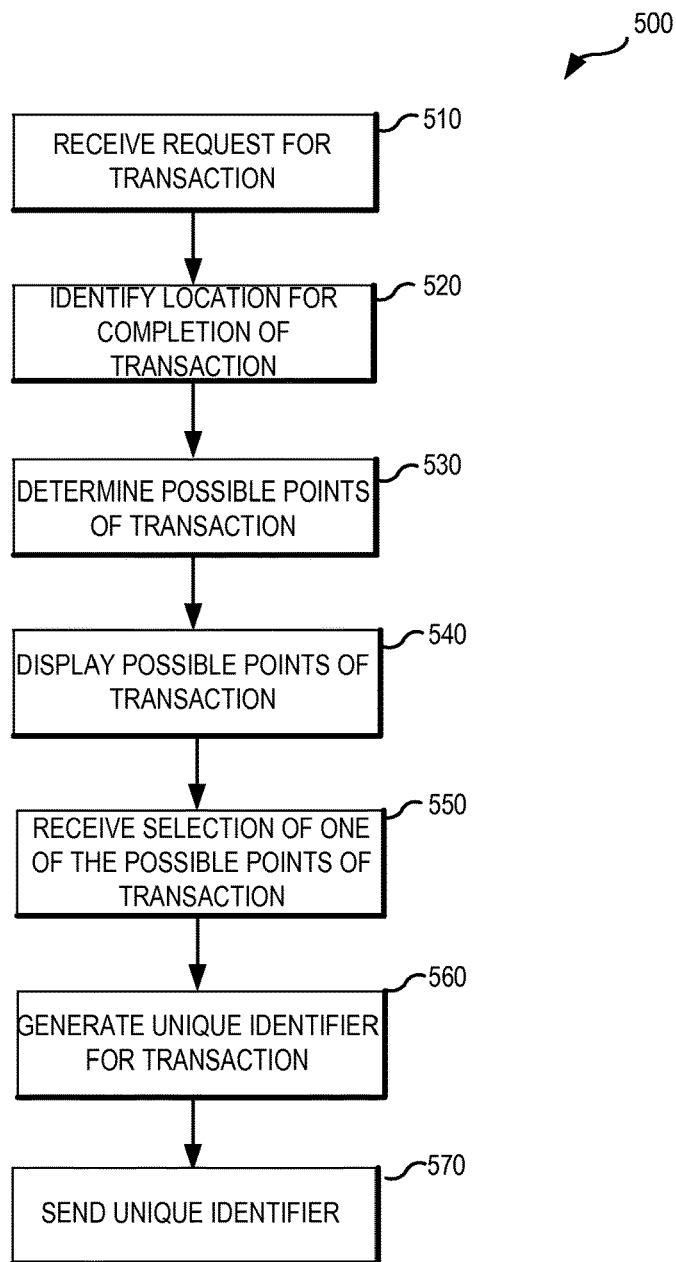 500
510
RECEIVE REQUEST FOR
TRANSACTION
520
IDENTIFY LOCATION FOR
COMPLETION OF
TRANSACTION
530
DETERMINE POSSIBLE POINTS
OF TRANSACTION
540
DISPLAY POSSIBLE POINTS OF
TRANSACTION
550
RECEIVE SELECTION OF ONE
OF THE POSSIBLE POINTS OF
TRANSACTION
560
GENERATE UNIQUE IDENTIFIER
FOR TRANSACTION
570
SEND UNIQUE IDENTIFIER